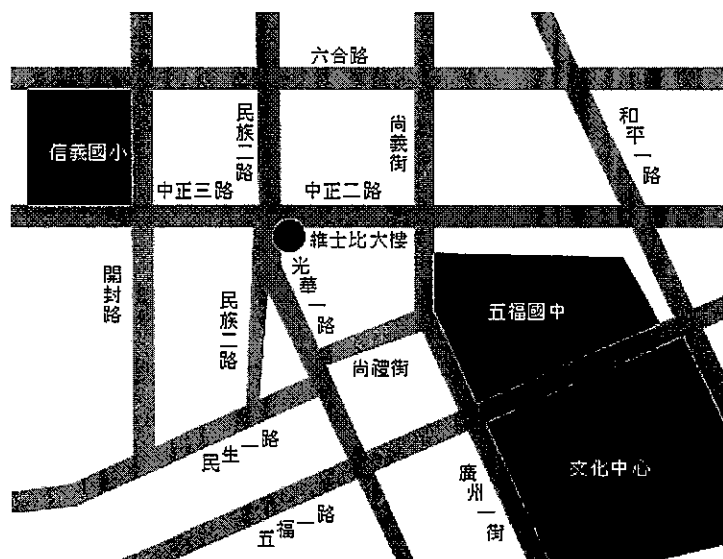 六合路
民族二路
尚義街
和平一路
信義國小
中正三路
中正二路
維士比大樓
開封路
民族二路
光華一路
五福國中
尚禮街
民生一路
文化中心
廣州一街
五福一路